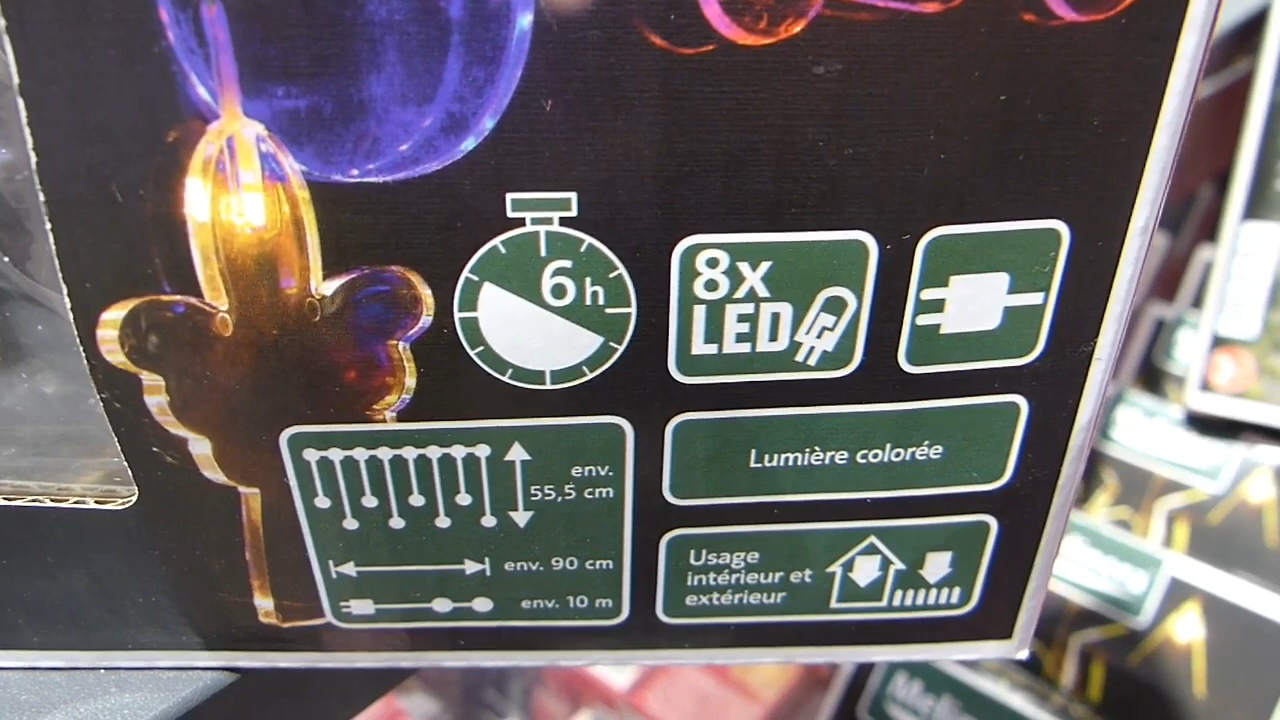 6h
8x
LED
env.
55,5 cm
env. 90 cm
env. 10 m
Lumière colorée
Usage
intérieur et
extérieur